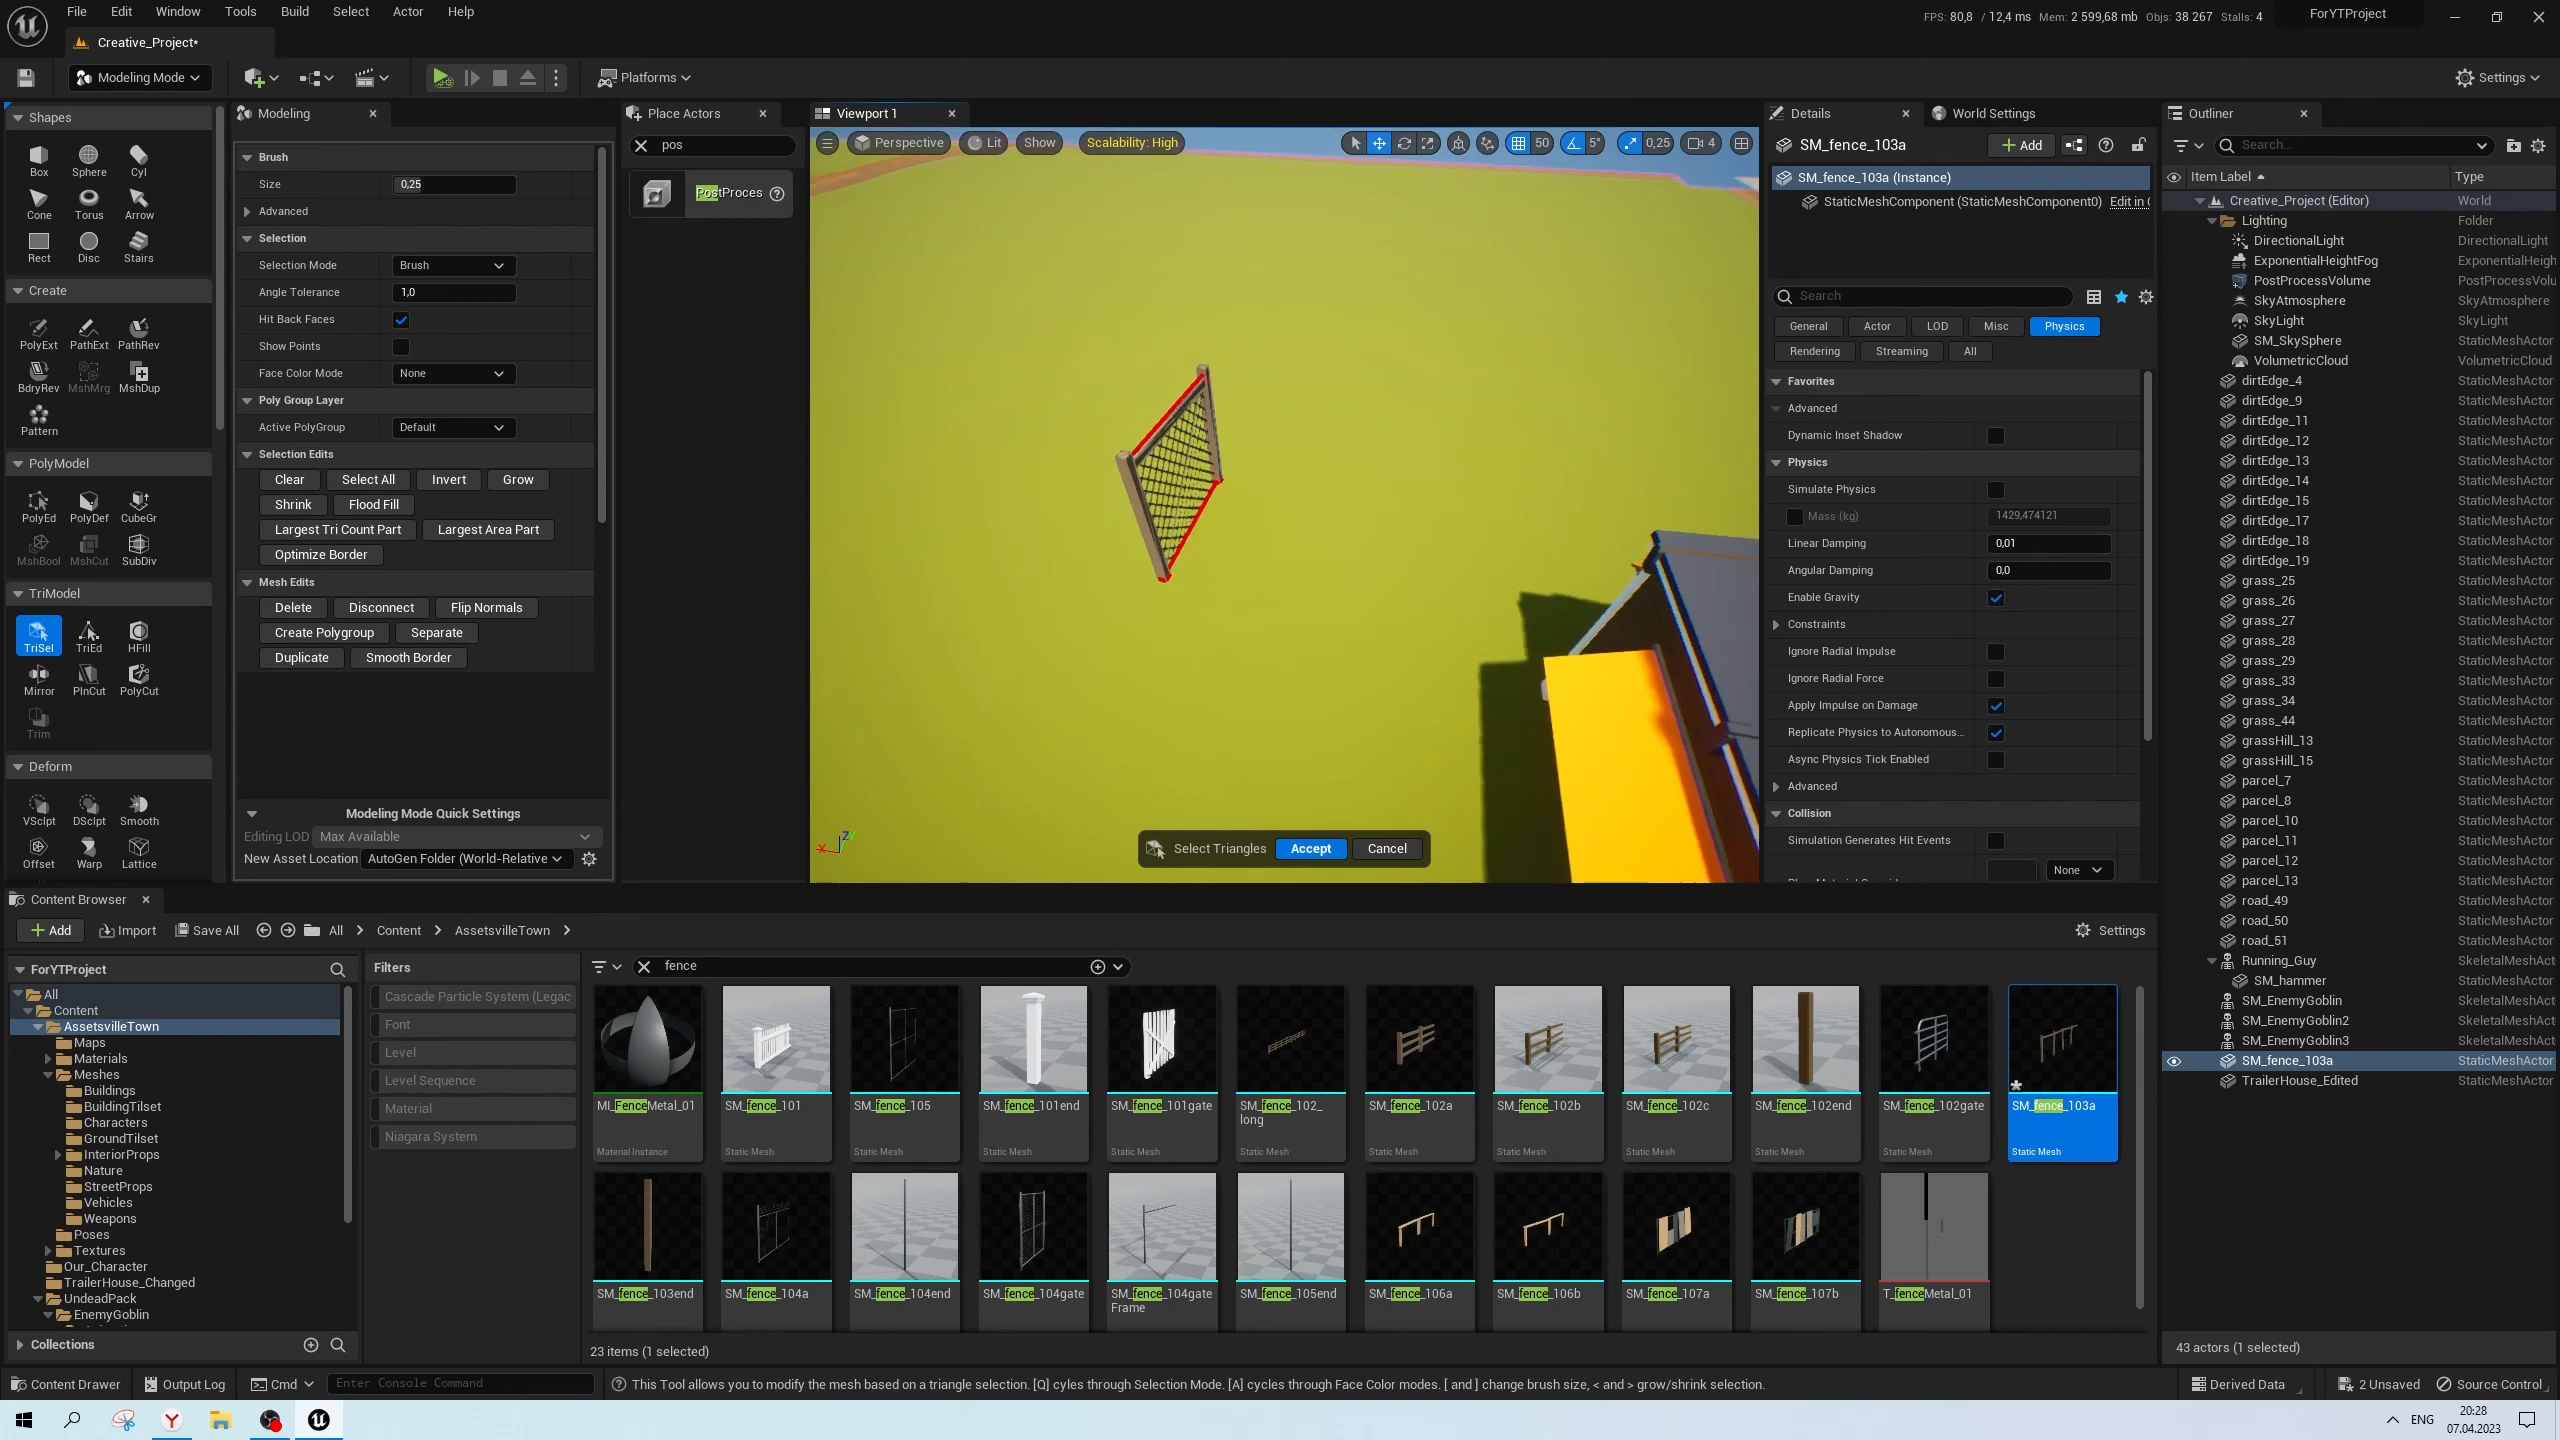 File Edit Window Tools Build Select Actor Help
FPS: 80,8 / 12,4 ms Mem: 2 599,68 mb Objs: 38 267 Stalls: 4
ForYTProject
Creative_Project*
Modeling Mode
Platforms
Settings
Shapes
Box Sphere Cyl
Cone Torus Arrow
Rect Disc Stairs
Create
PolyExt PathExt PathRev
BdryRev MshMrg MshDup
Pattern
PolyModel
PolyEd PolyDef CubeGr
MshBool MshCut SubDiv
TriModel
TriSel TriEd HFill
Mirror PlnCut PolyCut
Trim
Deform
VSclpt DSclpt Smooth
Offset Warp Lattice
Modeling
Brush
Size 0,25
Advanced
Selection
Selection Mode Brush
Angle Tolerance 1,0
Hit Back Faces
Show Points
Face Color Mode None
Poly Group Layer
Active PolyGroup Default
Selection Edits
Clear Select All Invert Grow
Shrink Flood Fill
Largest Tri Count Part Largest Area Part
Optimize Border
Mesh Edits
Delete Disconnect Flip Normals
Create Polygroup Separate
Duplicate Smooth Border
Modeling Mode Quick Settings
Editing LOD Max Available
New Asset Location AutoGen Folder (World-Relative
Place Actors
pos
PostProces
Viewport 1
Perspective Lit Show Scalability: High
50 5° 0,25 4
Select Triangles Accept Cancel
Details
World Settings
SM_fence_103a
Add
SM_fence_103a (Instance)
StaticMeshComponent (StaticMeshComponent0) Edit in
Search
General Actor LOD Misc Physics
Rendering Streaming All
Favorites
Advanced
Dynamic Inset Shadow
Physics
Simulate Physics
Mass (kg) 1429,474121
Linear Damping 0,01
Angular Damping 0,0
Enable Gravity
Constraints
Ignore Radial Impulse
Ignore Radial Force
Apply Impulse on Damage
Replicate Physics to Autonomous...
Async Physics Tick Enabled
Advanced
Collision
Simulation Generates Hit Events
None
Outliner
Search...
Item Label Type
Creative_Project (Editor) World
Lighting Folder
DirectionalLight DirectionalLight
ExponentialHeightFog ExponentialHeigh
PostProcessVolume PostProcessVolu
SkyAtmosphere SkyAtmosphere
SkyLight SkyLight
SM_SkySphere StaticMeshActor
VolumetricCloud VolumetricCloud
dirtEdge_4 StaticMeshActor
dirtEdge_9 StaticMeshActor
dirtEdge_11 StaticMeshActor
dirtEdge_12 StaticMeshActor
dirtEdge_13 StaticMeshActor
dirtEdge_14 StaticMeshActor
dirtEdge_15 StaticMeshActor
dirtEdge_17 StaticMeshActor
dirtEdge_18 StaticMeshActor
dirtEdge_19 StaticMeshActor
grass_25 StaticMeshActor
grass_26 StaticMeshActor
grass_27 StaticMeshActor
grass_28 StaticMeshActor
grass_29 StaticMeshActor
grass_33 StaticMeshActor
grass_34 StaticMeshActor
grass_44 StaticMeshActor
grassHill_13 StaticMeshActor
grassHill_15 StaticMeshActor
parcel_7 StaticMeshActor
parcel_8 StaticMeshActor
parcel_10 StaticMeshActor
parcel_11 StaticMeshActor
parcel_12 StaticMeshActor
parcel_13 StaticMeshActor
road_49 StaticMeshActor
road_50 StaticMeshActor
road_51 StaticMeshActor
Running_Guy SkeletalMeshAct
SM_hammer StaticMeshActor
SM_EnemyGoblin SkeletalMeshAct
SM_EnemyGoblin2 SkeletalMeshAct
SM_EnemyGoblin3 SkeletalMeshAct
SM_fence_103a StaticMeshActor
TrailerHouse_Edited StaticMeshActor
43 actors (1 selected)
Content Browser
Add Import Save All All Content AssetsvilleTown
Settings
ForYTProject
All
Content
AssetsvilleTown
Maps
Materials
Meshes
Buildings
BuildingTilset
Characters
GroundTilset
InteriorProps
Nature
StreetProps
Vehicles
Weapons
Poses
Textures
Our_Character
TrailerHouse_Changed
UndeadPack
EnemyGoblin
Collections
Filters
Cascade Particle System (Legac
Font
Level
Level Sequence
Material
Niagara System
fence
MI_FenceMetal_01
Material Instance
SM_fence_101
Static Mesh
SM_fence_105
Static Mesh
SM_fence_101end
Static Mesh
SM_fence_101gate
Static Mesh
SM_fence_102_
long
Static Mesh
SM_fence_102a
Static Mesh
SM_fence_102b
Static Mesh
SM_fence_102c
Static Mesh
SM_fence_102end
Static Mesh
SM_fence_102gate
Static Mesh
SM_fence_103a
Static Mesh
SM_fence_103end
SM_fence_104a
SM_fence_104end
SM_fence_104gate
SM_fence_104gate
Frame
SM_fence_105end
SM_fence_106a
SM_fence_106b
SM_fence_107a
SM_fence_107b
T_fenceMetal_01
23 items (1 selected)
Content Drawer Output Log Cmd Enter Console Command
This Tool allows you to modify the mesh based on a triangle selection. [Q] cyles through Selection Mode. [A] cycles through Face Color modes. [ and ] change brush size, < and > grow/shrink selection.
Derived Data 2 Unsaved Source Control
ENG
20:28
07.04.2023